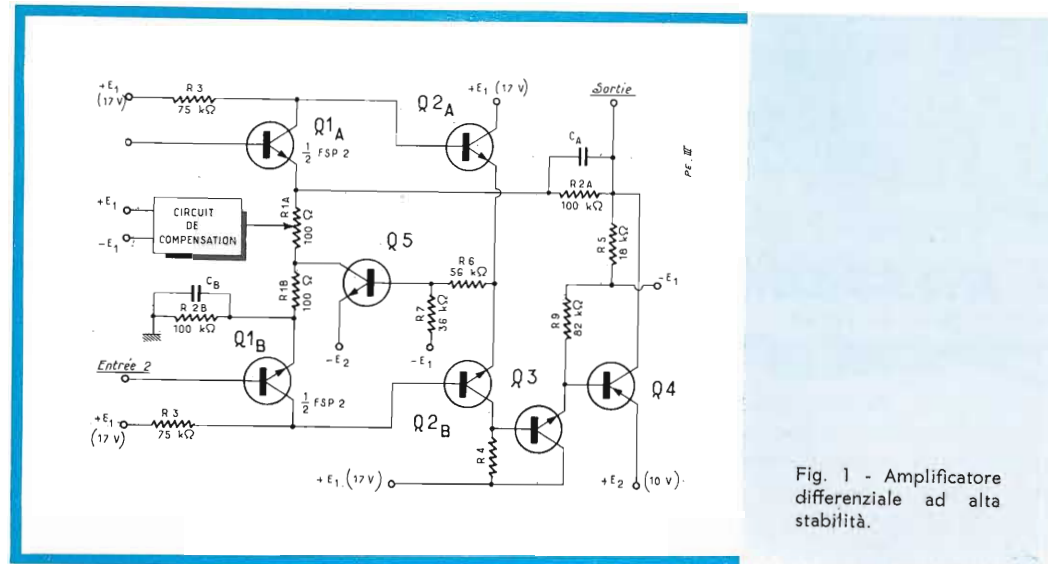 +E1
(17 V)
R3
75 kΩ
Q1A
1/2 FSP 2
Q2A
+E1 (17 V)
Sortie
CA
R2A
100 kΩ
PE. III
+E1
-E1
CIRCUIT
DE
COMPENSATION
R1A
100 Ω
R5
18 kΩ
-E1
Q5
R6
56 kΩ
R7
36 kΩ
-E1
-E2
R1B
100 Ω
CB
R2B
100 kΩ
R9
82 kΩ
Q1B
Entrée 2
1/2 FSP 2
Q2B
Q3
Q4
+E1
(17 V)
R3
75 kΩ
R4
+E1 (17 V)
+E2 (10 V)
Fig. 1 - Amplificatore
differenziale ad alta
stabilità.